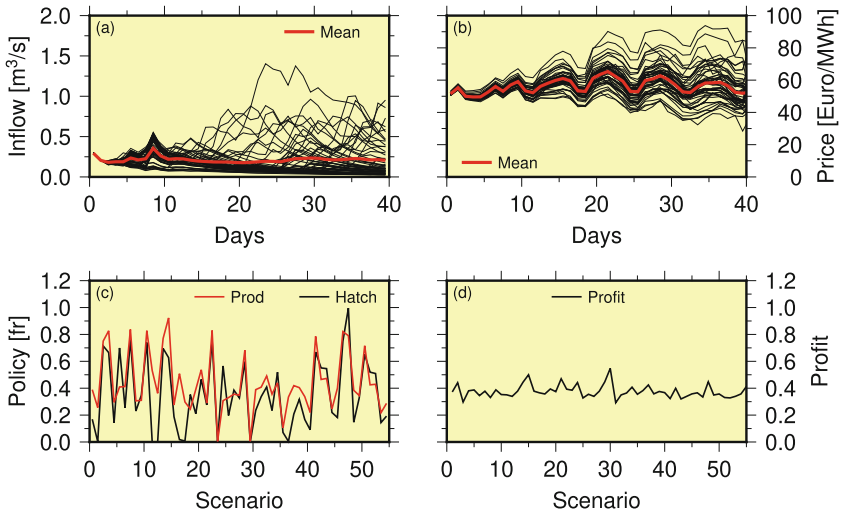 (a)
Mean
Inflow [m³/s]
2.0
1.5
1.0
0.5
0.0
0 10 20 30 40
Days
(b)
Mean
Price [Euro/MWh]
100
80
60
40
20
0
0 10 20 30 40
Days
(c)
Prod Hatch
Policy [fr]
1.2
1.0
0.8
0.6
0.4
0.2
0.0
0 10 20 30 40 50
Scenario
(d)
Profit
Profit
1.2
1.0
0.8
0.6
0.4
0.2
0.0
0 10 20 30 40 50
Scenario